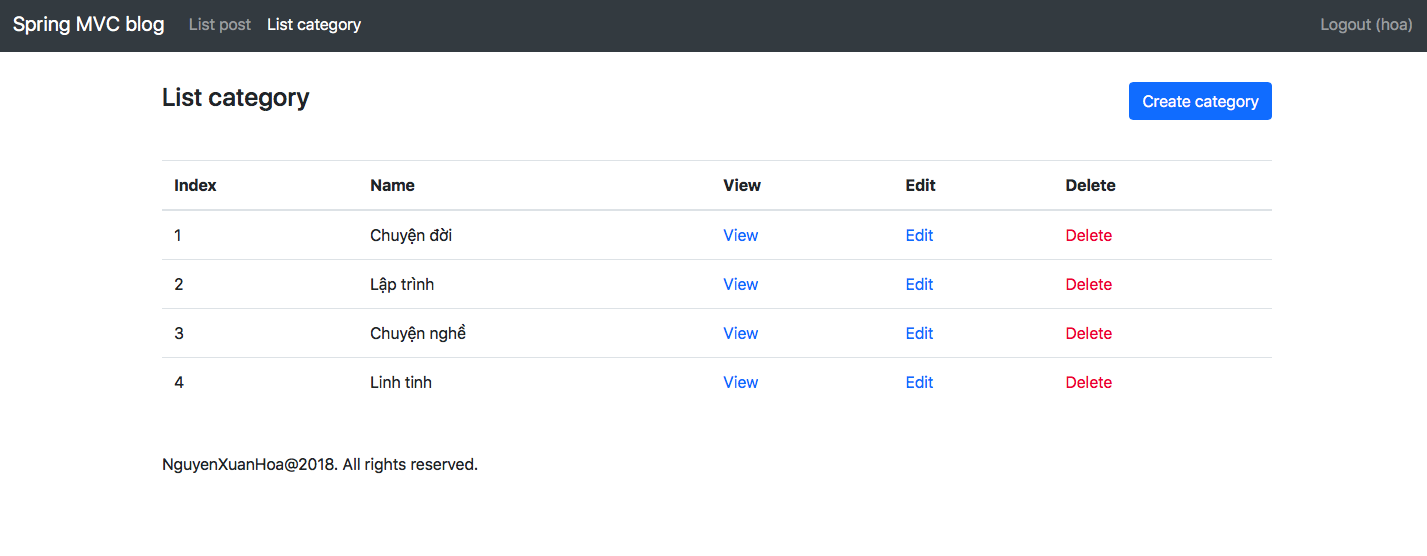 Spring MVC blog List post List category Logout (hoa)
List category Create category
Index Name View Edit Delete
1 Chuyện đời View Edit Delete
2 Lập trình View Edit Delete
3 Chuyện nghề View Edit Delete
4 Linh tinh View Edit Delete
NguyenXuanHoa@2018. All rights reserved.